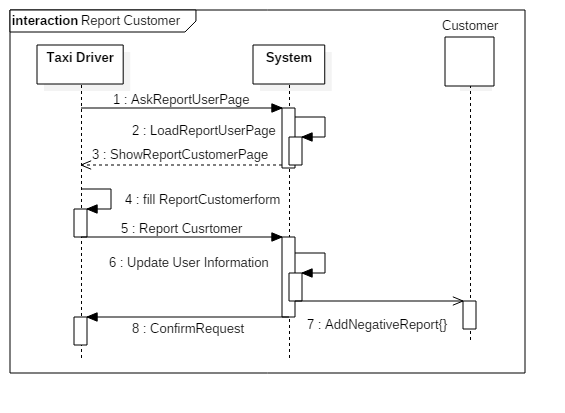 interaction Report Customer
Customer
Taxi Driver
System
1 : AskReportUserPage
2 : LoadReportUserPage
3 : ShowReportCustomerPage
4 : fill ReportCustomerform
5 : Report Cusrtomer
6 : Update User Information
7 : AddNegativeReport{}
8 : ConfirmRequest